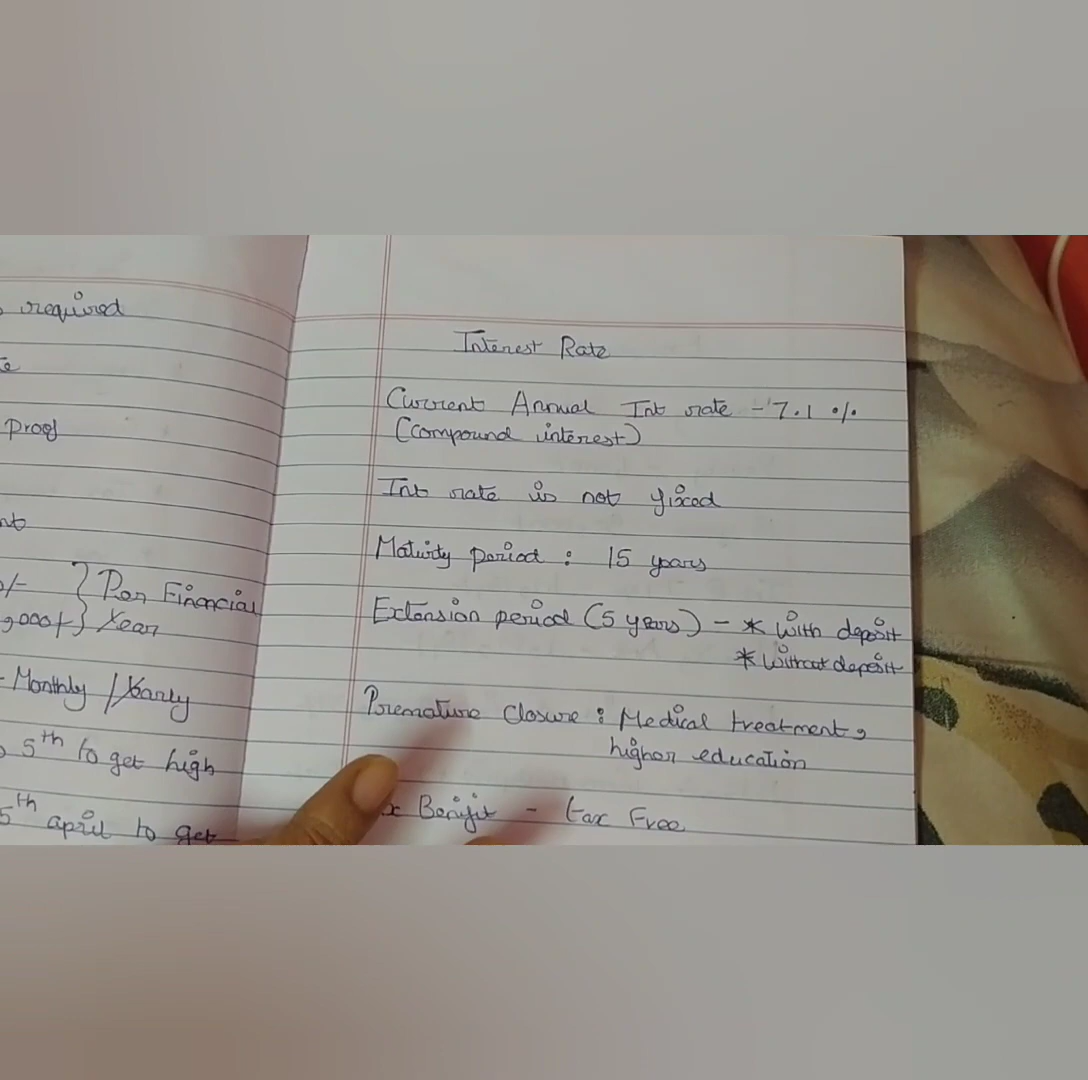 required
Proof
Per Financial
,000/- Year
- Monthly / Yearly
5th to get high
5th april to get
Interest Rate
Current Annual Int rate - 7.1 %
(compound interest)
Int rate is not fixed
Maturity period : 15 years
Extension period (5 years) - * with deposit
* without deposit
Premature Closure : Medical treatment,
higher education
Benifit - tax Free